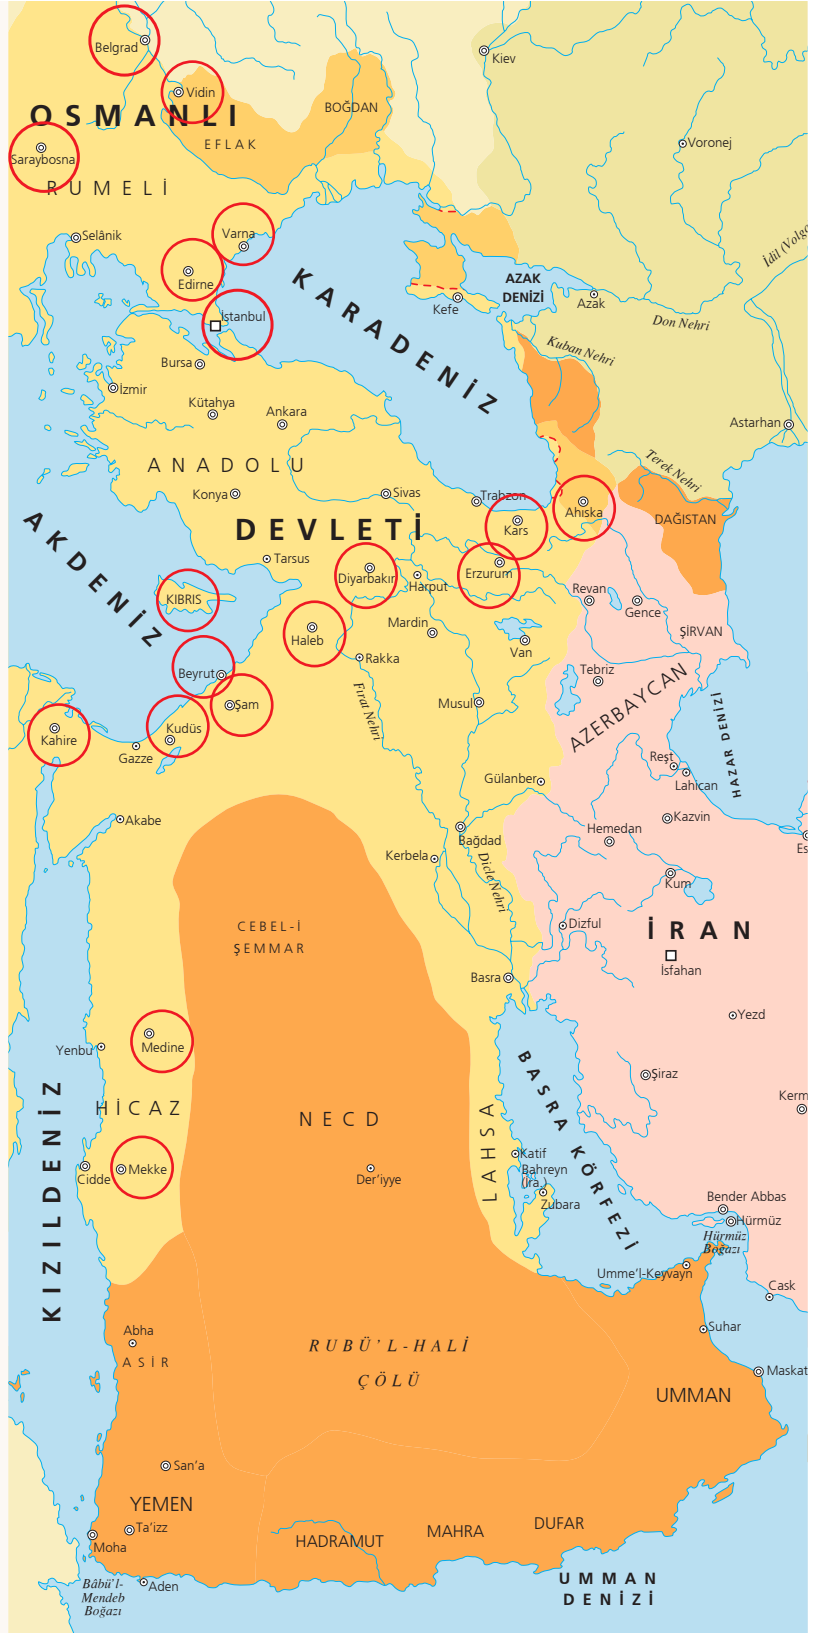 Belgrad
Kiev
Vidin
BOĞDAN
OSMANLI
EFLAK
Voronej
Saraybosna
RUMELİ
Varna
Selânik
İdil (Volga
Edirne
AZAK
DENİZİ
KARADENİZ
Azak
Kefe
Don Nehri
İstanbul
Kuban Nehri
Bursa
İzmir
Kütahya
Ankara
Astarhan
ANADOLU
Terek Nehri
Konya
Sivas
Trabzon
Ahıska
DAĞISTAN
AKDENİZ
DEVLETİ
Kars
Tarsus
Diyarbakır
Harput
Erzurum
KIBRIS
Revan
Gence
Haleb
Mardin
ŞİRVAN
Van
Rakka
Beyrut
Tebriz
Şam
Musul
AZERBAYCAN
Fırat Nehri
Kudüs
Kahire
Gazze
HAZAR DENİZİ
Reşt
Lahican
Gülanber
Akabe
Kazvin
Hemedan
Bağdad
Es
Kerbela
Dicle Nehri
Kum
CEBEL-İ
ŞEMMAR
Dizful
İRAN
İsfahan
Basra
Yezd
Medine
Yenbu
BASRA KÖRFEZİ
Şiraz
Kerm
KIZILDENİZ
HİCAZ
NECD
LAHSA
Katif
Bahreyn
(İra.)
Zubara
Mekke
Cidde
Der'iyye
Bender Abbas
Hürmüz
Hürmüz
Boğazı
Umme'l-Keyvayn
Cask
Abha
ASİR
Suhar
RUBÜ'L-HALİ
ÇÖLÜ
Maskat
UMMAN
San'a
YEMEN
Ta'izz
Moha
HADRAMUT
MAHRA
DUFAR
Bâbü'l-
Mendeb
Boğazı
Aden
UMMAN
DENİZİ